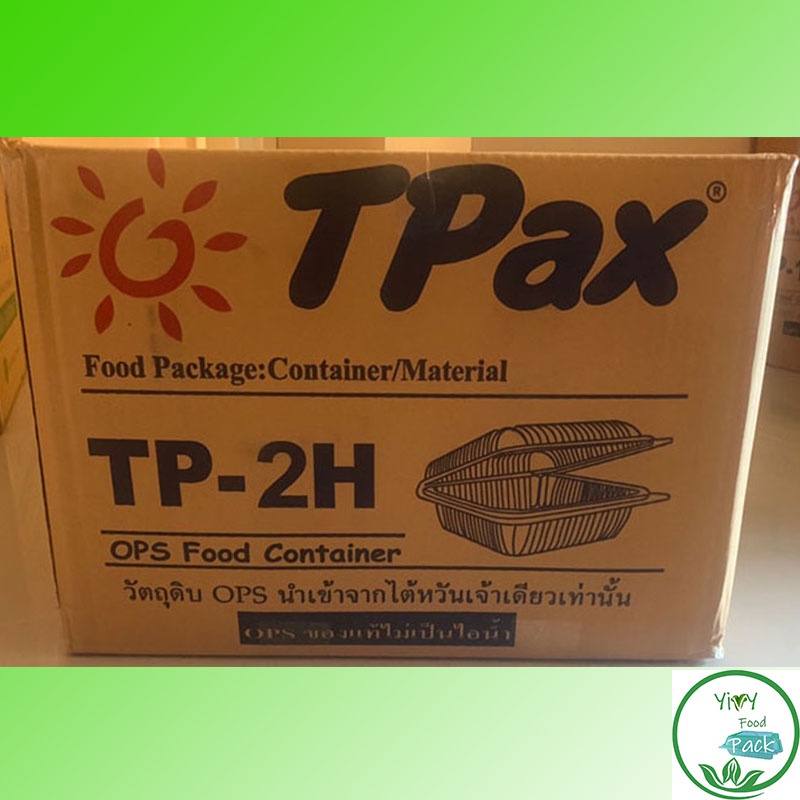 TPax®
Food Package:Container/Material
TP-2H
OPS Food Container
วัตถุดิบ OPS นำเข้าจากไต้หวันเจ้าเดียวเท่านั้น
OPS ของแท้ไม่เป็นไอน้ำ
YiVY
Food
Pack